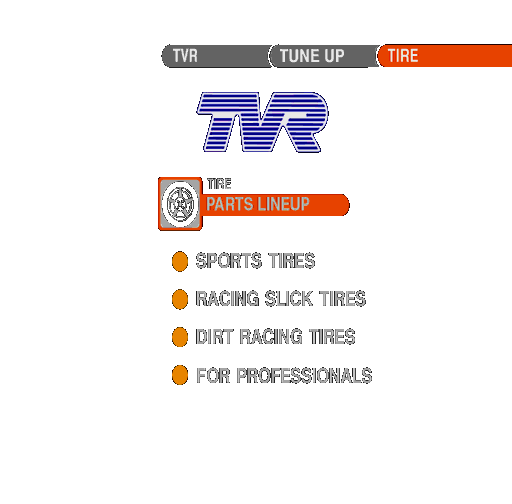 TVR TUNE UP TIRE
TVR
TIRE
PARTS LINEUP
SPORTS TIRES
RACING SLICK TIRES
DIRT RACING TIRES
FOR PROFESSIONALS